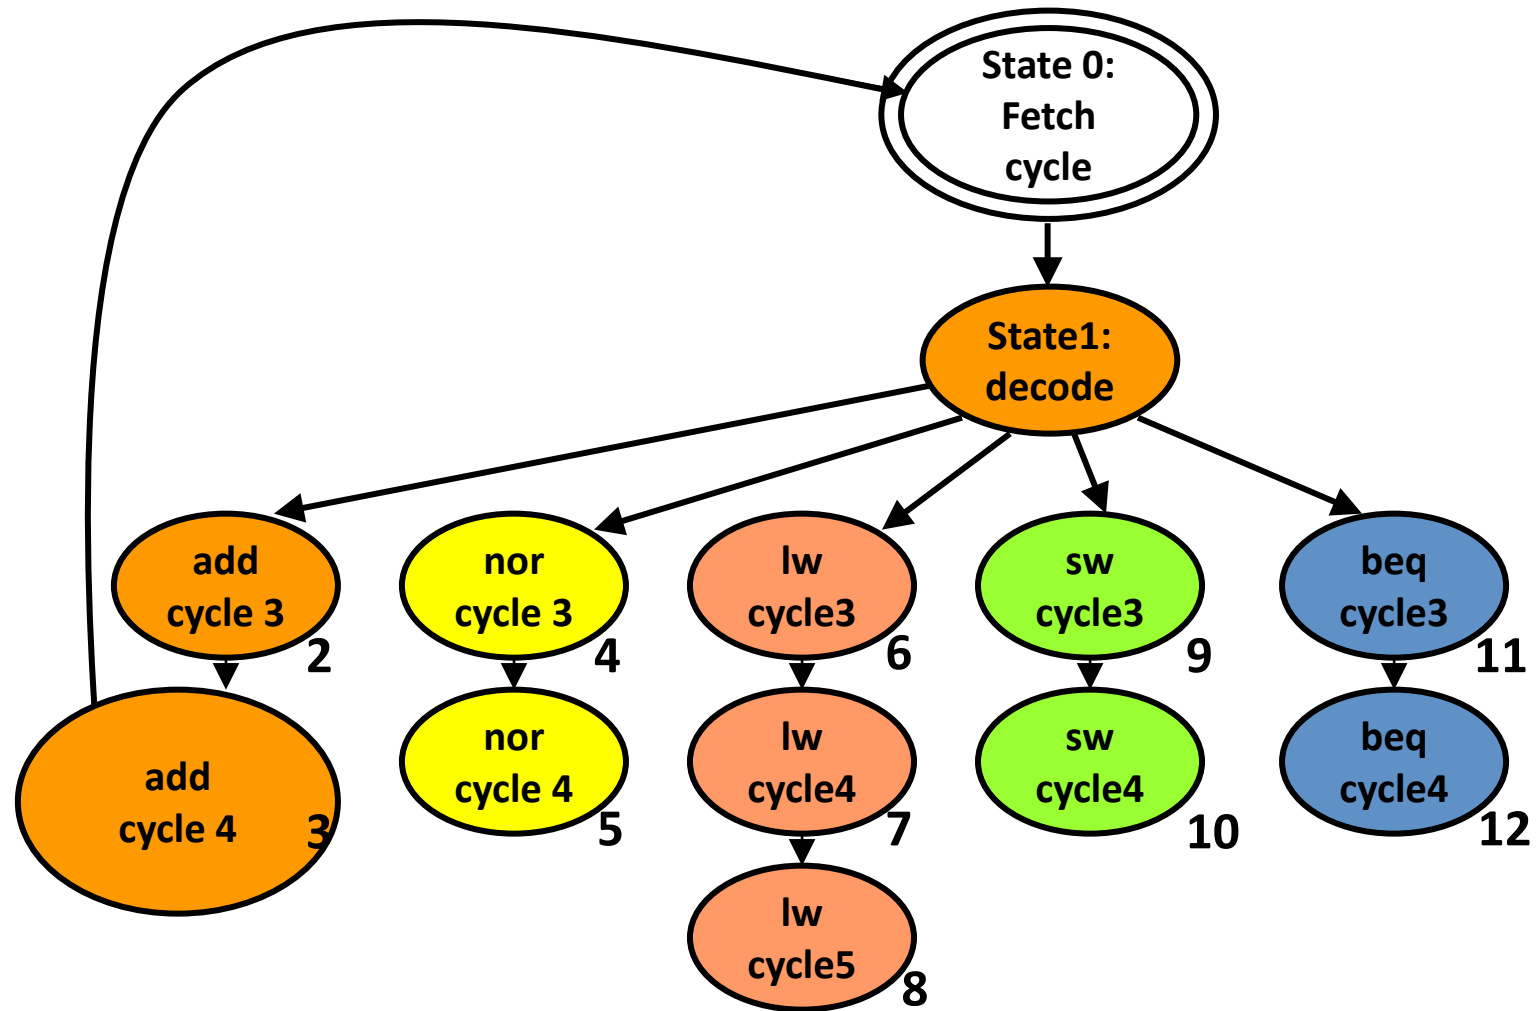 State 0:
Fetch
cycle
State1:
decode
add
cycle 3
2
nor
cycle 3
4
lw
cycle3
6
sw
cycle3
9
beq
cycle3
11
add
cycle 4
3
nor
cycle 4
5
lw
cycle4
7
sw
cycle4
10
beq
cycle4
12
lw
cycle5
8